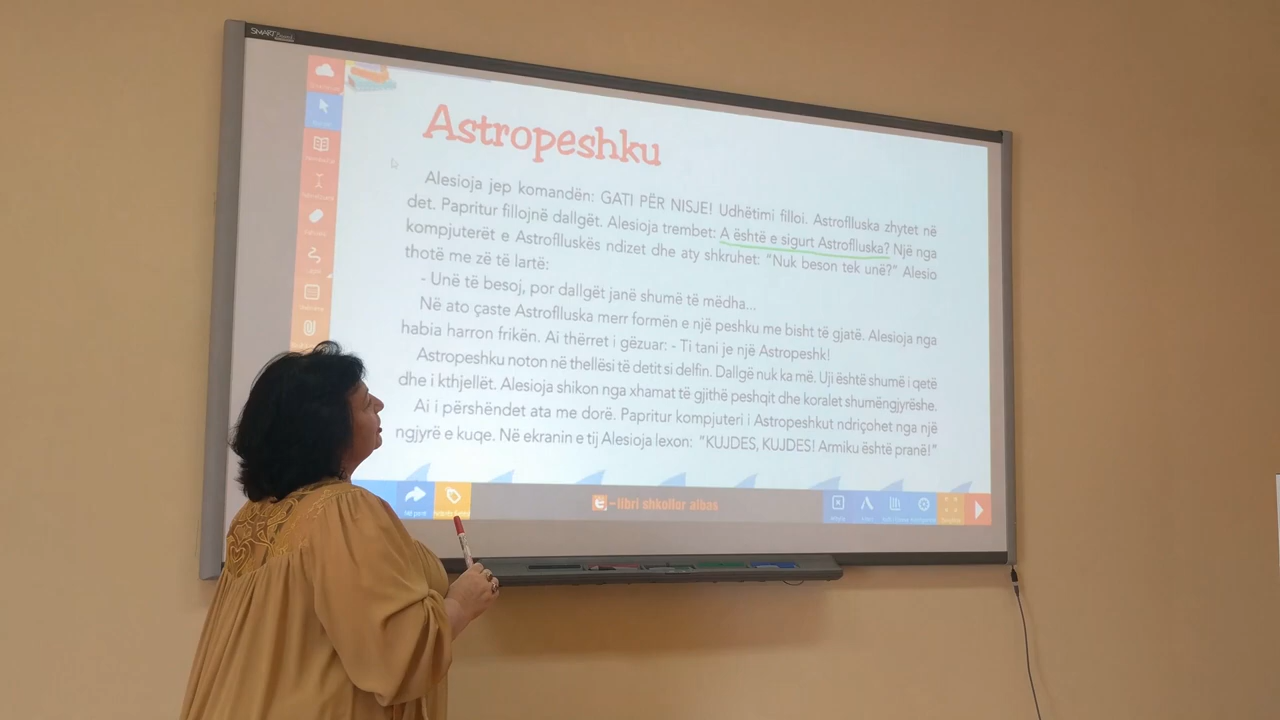 SMART Board
Astropeshku
Alesioja jep komandën: GATI PËR NISJE! Udhëtimi filloi. Astroflluska zhytet në
det. Papritur fillojnë dallgët. Alesioja trembet: A është e sigurt Astroflluska? Një nga
kompjuterët e Astroflluskës ndizet dhe aty shkruhet: "Nuk beson tek unë?" Alesio
thotë me zë të lartë:
- Unë të besoj, por dallgët janë shumë të mëdha...
Në ato çaste Astroflluska merr formën e një peshku me bisht të gjatë. Alesioja nga
habia harron frikën. Ai thërret i gëzuar: - Ti tani je një Astropeshk!
Astropeshku noton në thellësi të detit si delfin. Dallgë nuk ka më. Uji është shumë i qetë
dhe i kthjellët. Alesioja shikon nga xhamat të gjithë peshqit dhe koralet shumëngjyrëshe.
Ai i përshëndet ata me dorë. Papritur kompjuteri i Astropeshkut ndriçohet nga një
ngjyrë e kuqe. Në ekranin e tij Alesioja lexon: "KUJDES, KUJDES! Armiku është pranë!"
e-libri shkollor albas